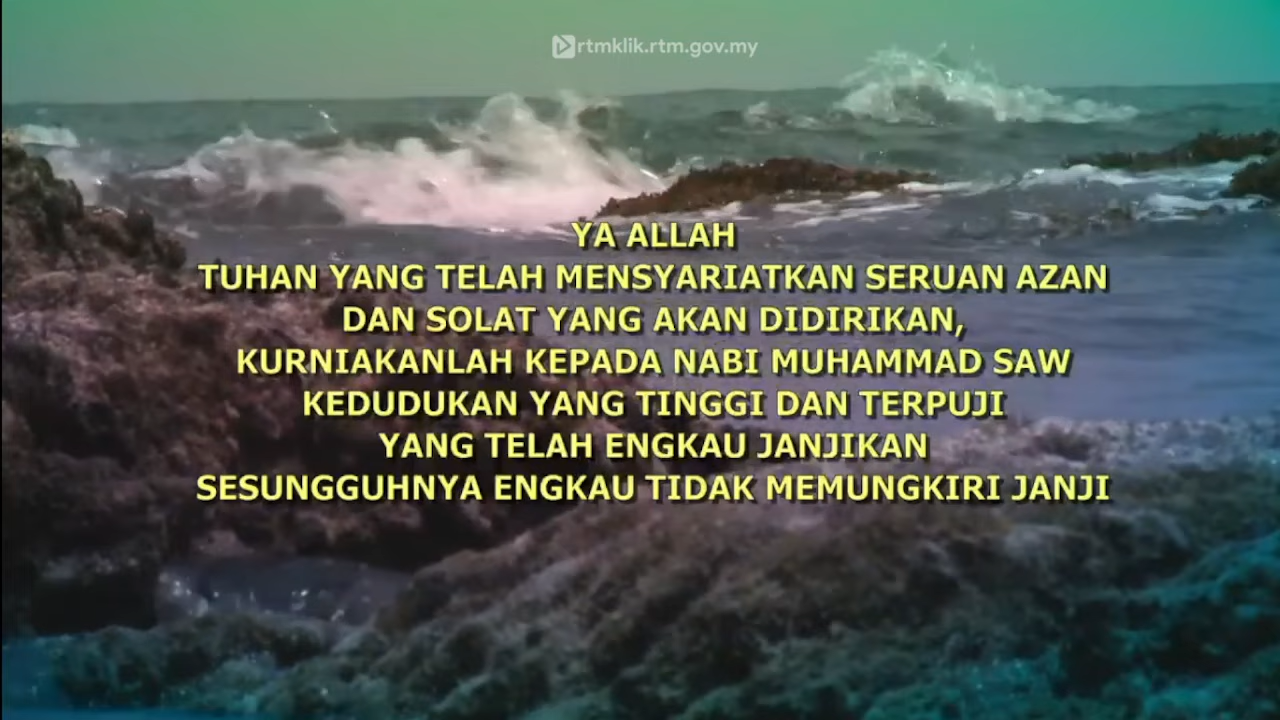 rtmklik.rtm.gov.my
YA ALLAH
TUHAN YANG TELAH MENSYARIATKAN SERUAN AZAN
DAN SOLAT YANG AKAN DIDIRIKAN,
KURNIAKANLAH KEPADA NABI MUHAMMAD SAW
KEDUDUKAN YANG TINGGI DAN TERPUJI
YANG TELAH ENGKAU JANJIKAN
SESUNGGUHNYA ENGKAU TIDAK MEMUNGKIRI JANJI